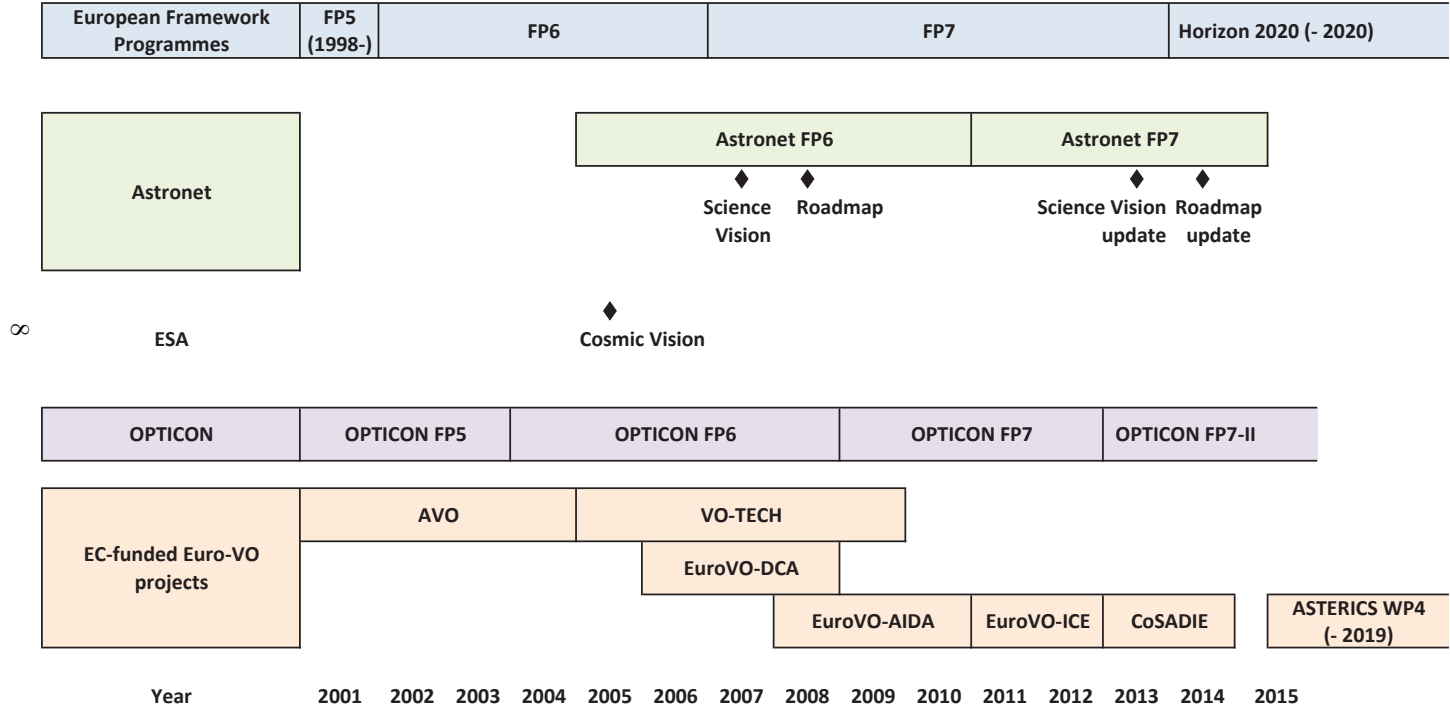 European Framework
Programmes
FP5
(1998-)
FP6
FP7
Horizon 2020 (- 2020)
Astronet
Astronet FP6
Astronet FP7
Science
Vision
Roadmap
Science Vision
update
Roadmap
update
∞
ESA
Cosmic Vision
OPTICON
OPTICON FP5
OPTICON FP6
OPTICON FP7
OPTICON FP7-II
EC-funded Euro-VO
projects
AVO
VO-TECH
EuroVO-DCA
EuroVO-AIDA
EuroVO-ICE
CoSADIE
ASTERICS WP4
(- 2019)
Year 2001 2002 2003 2004 2005 2006 2007 2008 2009 2010 2011 2012 2013 2014 2015